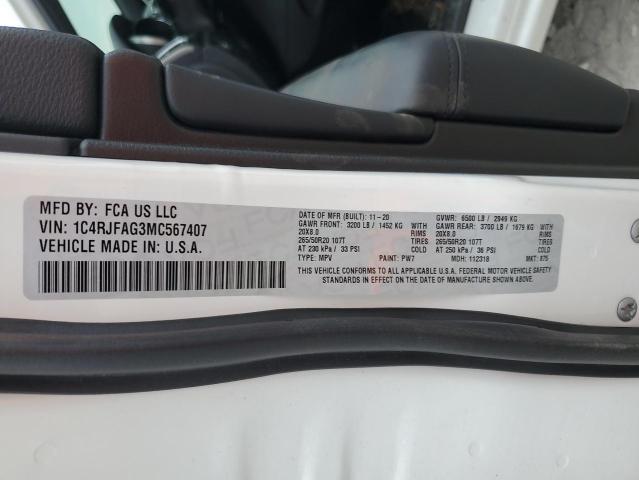 MFD BY: FCA US LLC
VIN: 1C4RJFAG3MC567407
VEHICLE MADE IN: U.S.A.
DATE OF MFR (BUILT): 11-20 GVWR: 6500 LB / 2949 KG
GAWR FRONT: 3200 LB / 1452 KG GAWR REAR: 3700 LB / 1679 KG
20X8.0 RIMS 20X8.0 RIMS
265/50R20 107T TIRES 265/50R20 107T TIRES
AT 230 kPa / 33 PSI COLD AT 250 kPa / 36 PSI COLD
TYPE: MPV PAINT: PW7 MDH: 112318 MKT: 875
THIS VEHICLE CONFORMS TO ALL APPLICABLE U.S.A. FEDERAL MOTOR VEHICLE SAFETY
STANDARDS IN EFFECT ON THE DATE OF MANUFACTURE SHOWN ABOVE.